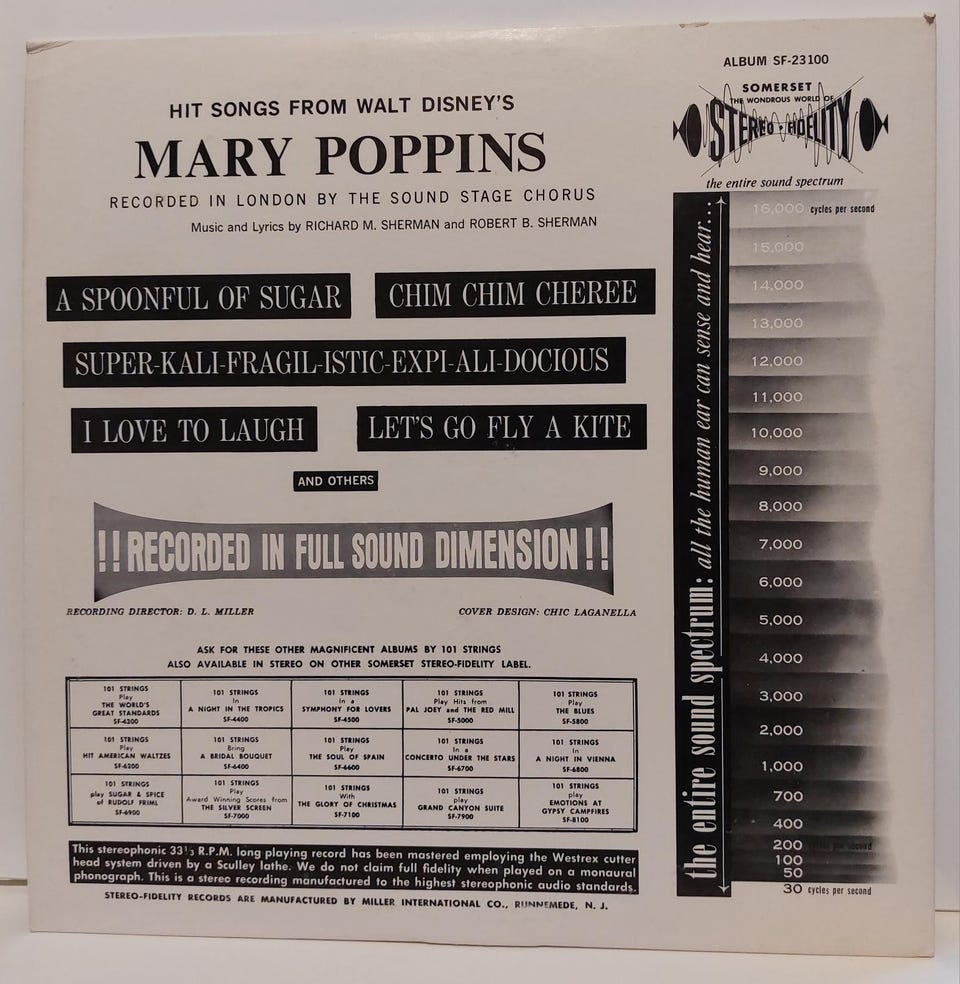 ALBUM SF-23100
SOMERSET
THE WONDROUS WORLD OF
STEREO-FIDELITY
the entire sound spectrum
HIT SONGS FROM WALT DISNEY'S
MARY POPPINS
RECORDED IN LONDON BY THE SOUND STAGE CHORUS
Music and Lyrics by RICHARD M. SHERMAN and ROBERT B. SHERMAN
A SPOONFUL OF SUGAR
CHIM CHIM CHEREE
SUPER-KALI-FRAGIL-ISTIC-EXPI-ALI-DOCIOUS
I LOVE TO LAUGH
LET'S GO FLY A KITE
AND OTHERS
!!RECORDED IN FULL SOUND DIMENSION!!
RECORDING DIRECTOR: D. L. MILLER
COVER DESIGN: CHIC LAGANELLA
ASK FOR THESE OTHER MAGNIFICENT ALBUMS BY 101 STRINGS
ALSO AVAILABLE IN STEREO ON OTHER SOMERSET STEREO-FIDELITY LABEL.
101 STRINGS
Play
THE WORLD'S
GREAT STANDARDS
SF-4300
101 STRINGS
In
A NIGHT IN THE TROPICS
SF-4400
101 STRINGS
In a
SYMPHONY FOR LOVERS
SF-4500
101 STRINGS
Play Hits from
PAL JOEY and THE RED MILL
SF-5000
101 STRINGS
Play
THE BLUES
SF-5800
101 STRINGS
Play
HIT AMERICAN WALTZES
SF-6200
101 STRINGS
Bring
A BRIDAL BOUQUET
SF-6400
101 STRINGS
Play
THE SOUL OF SPAIN
SF-6600
101 STRINGS
In a
CONCERTO UNDER THE STARS
SF-6700
101 STRINGS
In
A NIGHT IN VIENNA
SF-6800
101 STRINGS
play SUGAR & SPICE
of RUDOLF FRIML
SF-6900
101 STRINGS
Play
Award Winning Scores from
THE SILVER SCREEN
SF-7000
101 STRINGS
With
THE GLORY OF CHRISTMAS
SF-7100
101 STRINGS
play
GRAND CANYON SUITE
SF-7900
101 STRINGS
play
EMOTIONS AT
GYPSY CAMPFIRES
SF-8100
This stereophonic 33⅓ R.P.M. long playing record has been mastered employing the Westrex cutter
head system driven by a Sculley lathe. We do not claim full fidelity when played on a monaural
phonograph. This is a stereo recording manufactured to the highest stereophonic audio standards.
STEREO-FIDELITY RECORDS ARE MANUFACTURED BY MILLER INTERNATIONAL CO., RUNNEMEDE, N. J.
the entire sound spectrum: all the human ear can sense and hear...
16,000 cycles per second
15,000
14,000
13,000
12,000
11,000
10,000
9,000
8,000
7,000
6,000
5,000
4,000
3,000
2,000
1,000
700
400
200 cycles per second
100
50
30 cycles per second